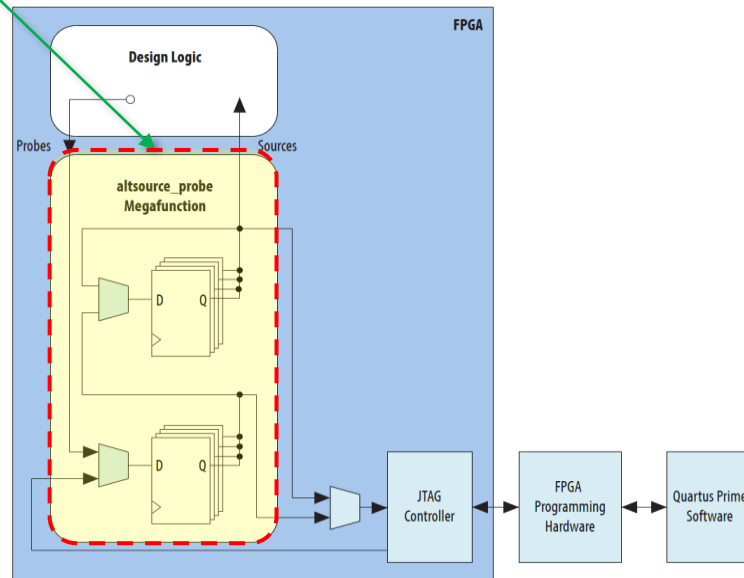 FPGA
Design Logic
Probes
Sources
altsource_probe
Megafunction
D Q
D Q
JTAG
Controller
FPGA
Programming
Hardware
Quartus Prime
Software